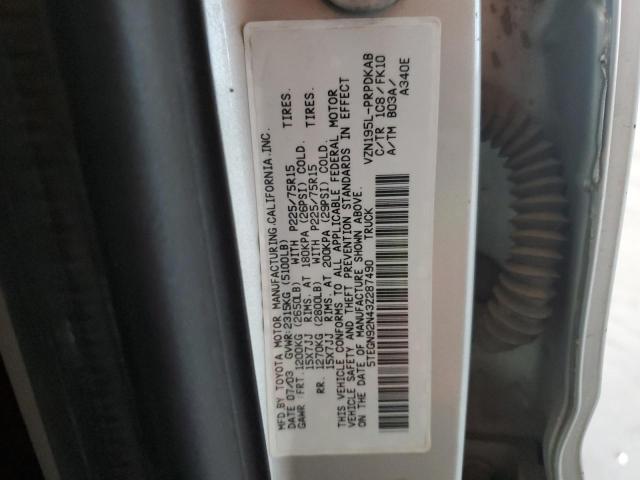 MFD.BY TOYOTA MOTOR MANUFACTURING.CALIFORNIA.INC.
DATE 07/03 GVWR:2315KG (5100LB)
GAWR FRT.1200KG (2650LB) WITH P225/75R15 TIRES.
15X7JJ RIMS. AT 180KPA (26PSI) COLD.
RR. 1270KG (2800LB) WITH P225/75R15 TIRES.
15X7JJ RIMS. AT 200KPA (29PSI) COLD.
THIS VEHICLE CONFORMS TO ALL APPLICABLE FEDERAL MOTOR
VEHICLE SAFETY AND THEFT PREVENTION STANDARDS IN EFFECT
ON THE DATE OF MANUFACTURE SHOWN ABOVE.
5TEGN92N43Z287490 TRUCK
VZN195L-PRPDKAB
C/TR 1C8/FK10
A/TM B03A/
A340E